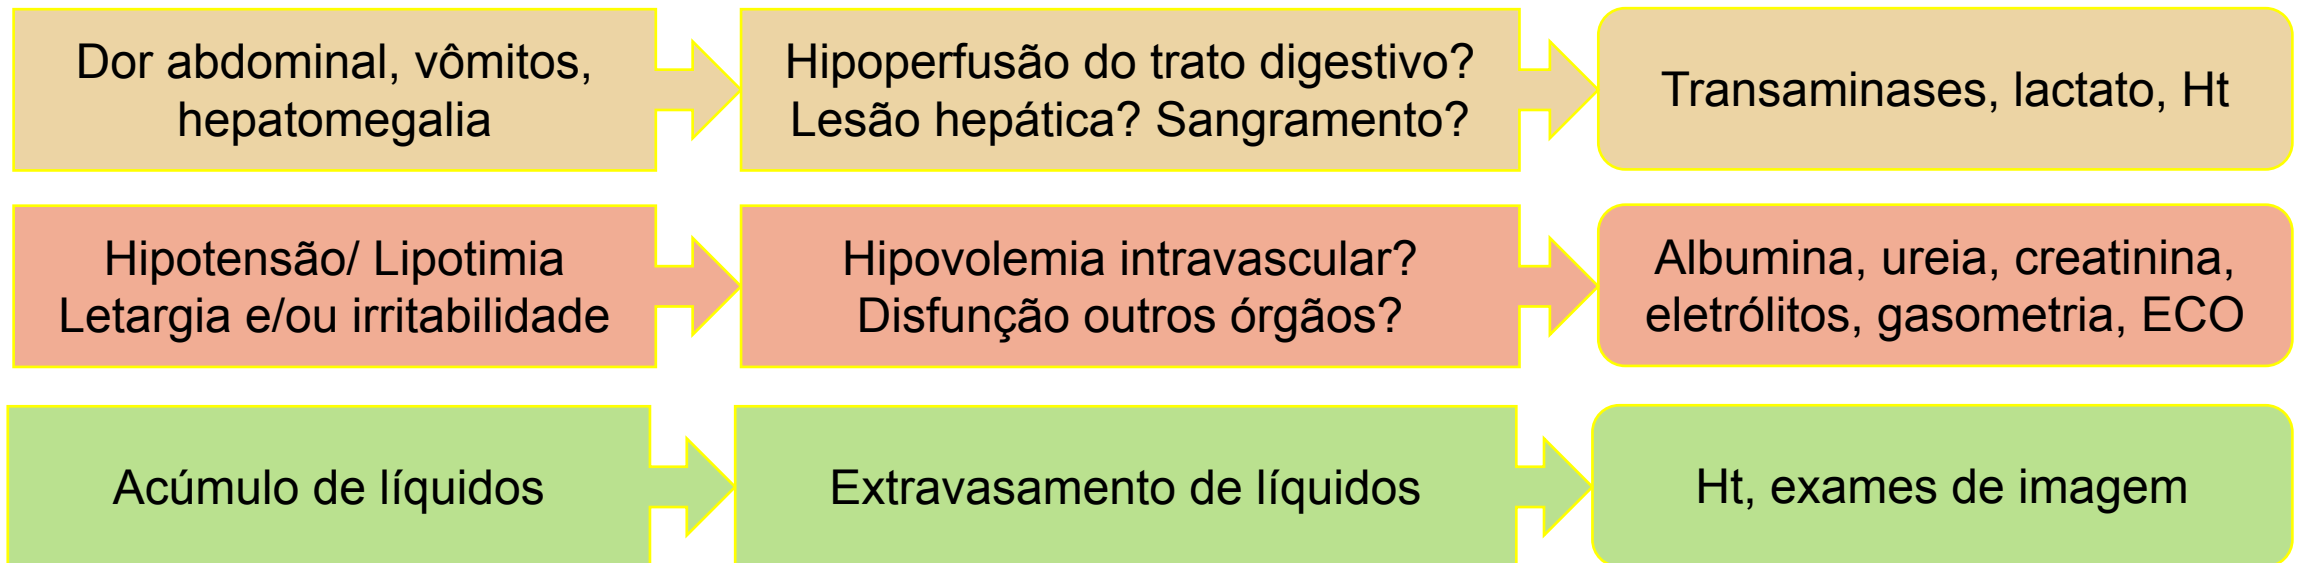 Dor abdominal, vômitos,
hepatomegalia
Hipoperfusão do trato digestivo?
Lesão hepática? Sangramento?
Transaminases, lactato, Ht
Hipotensão/ Lipotimia
Letargia e/ou irritabilidade
Hipovolemia intravascular?
Disfunção outros órgãos?
Albumina, ureia, creatinina,
eletrólitos, gasometria, ECO
Acúmulo de líquidos
Extravasamento de líquidos
Ht, exames de imagem